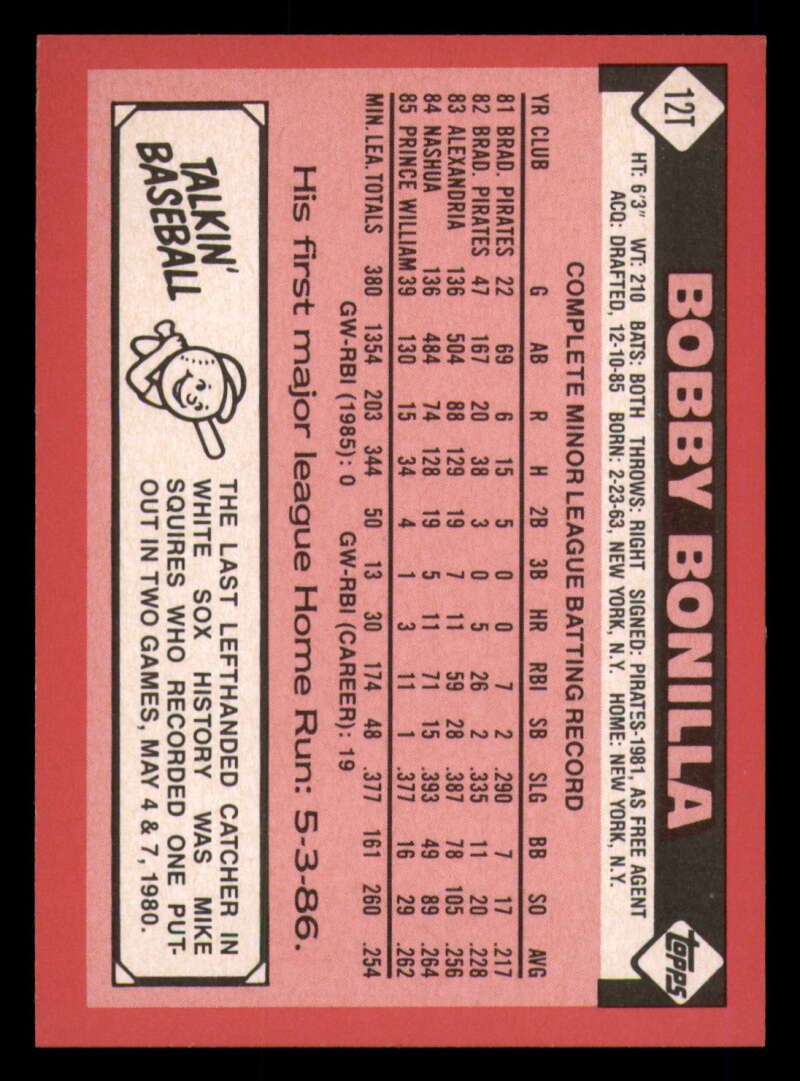 12T
BOBBY BONILLA
topps
HT: 6'3" WT: 210 BATS: BOTH THROWS: RIGHT SIGNED: PIRATES-1981, AS FREE AGENT
ACQ: DRAFTED, 12-10-85 BORN: 2-23-63, NEW YORK, N.Y. HOME: NEW YORK, N.Y.
COMPLETE MINOR LEAGUE BATTING RECORD
YR CLUB G AB R H 2B 3B HR RBI SB SLG BB SO AVG
81 BRAD. PIRATES 22 69 6 15 5 0 0 7 2 .290 7 17 .217
82 BRAD. PIRATES 47 167 20 38 3 0 5 26 2 .335 11 20 .228
83 ALEXANDRIA 136 504 88 129 19 7 11 59 28 .387 78 105 .256
84 NASHUA 136 484 74 128 19 5 11 71 15 .393 49 89 .264
85 PRINCE WILLIAM 39 130 15 34 4 1 3 11 1 .377 16 29 .262
MIN. LEA. TOTALS 380 1354 203 344 50 13 30 174 48 .377 161 260 .254
GW-RBI (1985): 0 GW-RBI (CAREER): 19
His first major league Home Run: 5-3-86.
TALKIN'
BASEBALL
THE LAST LEFTHANDED CATCHER IN
WHITE SOX HISTORY WAS MIKE
SQUIRES WHO RECORDED ONE PUT-
OUT IN TWO GAMES, MAY 4 & 7, 1980.